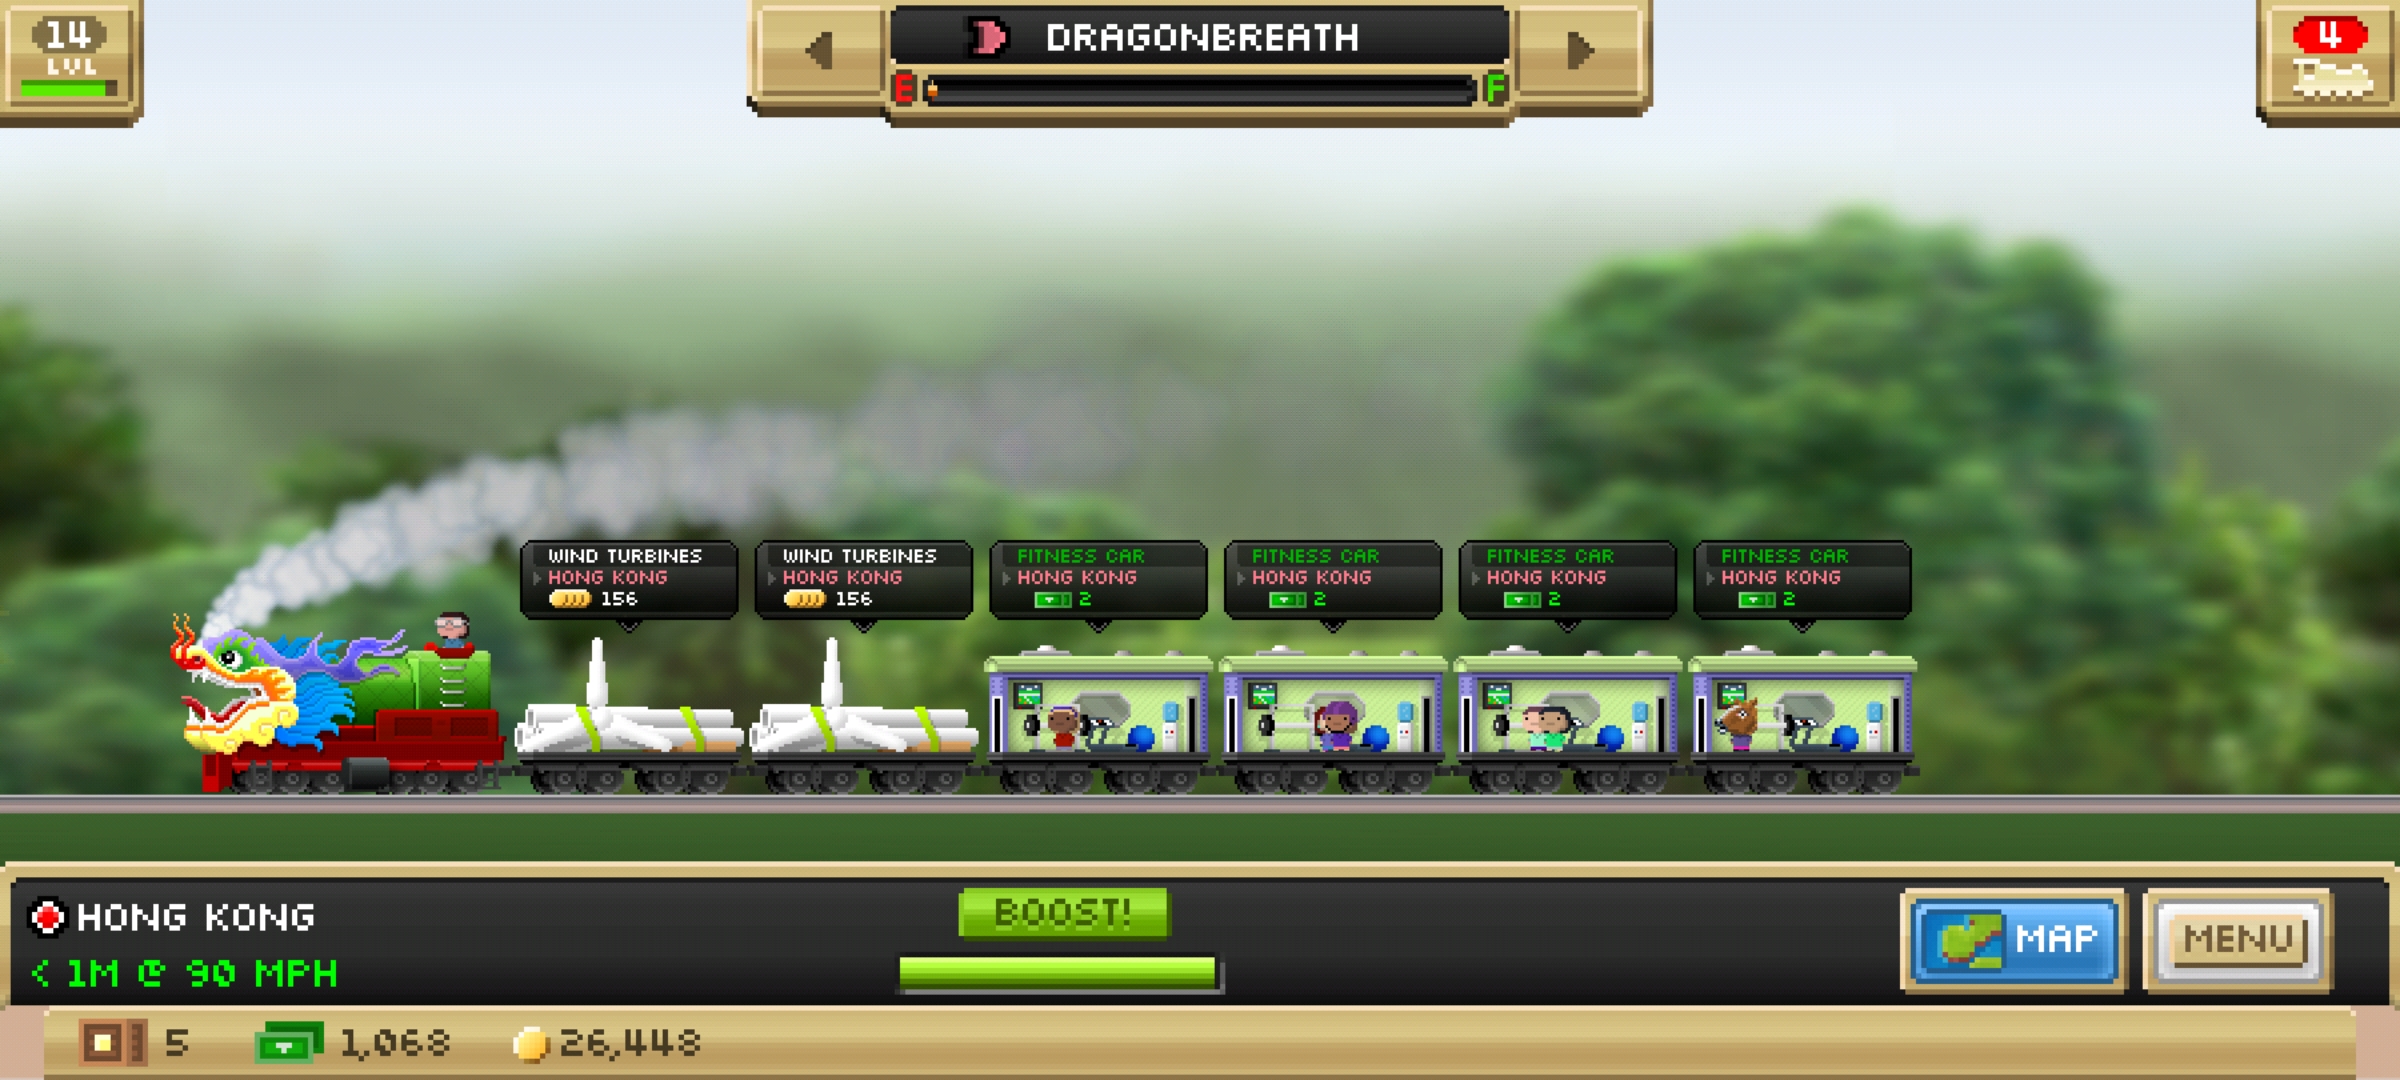 14
LVL
DRAGONBREATH
E
F
4
WIND TURBINES
HONG KONG
156
WIND TURBINES
HONG KONG
156
FITNESS CAR
HONG KONG
2
FITNESS CAR
HONG KONG
2
FITNESS CAR
HONG KONG
2
FITNESS CAR
HONG KONG
2
HONG KONG
< 1M @ 90 MPH
BOOST!
MAP
MENU
5
1,068
26,448